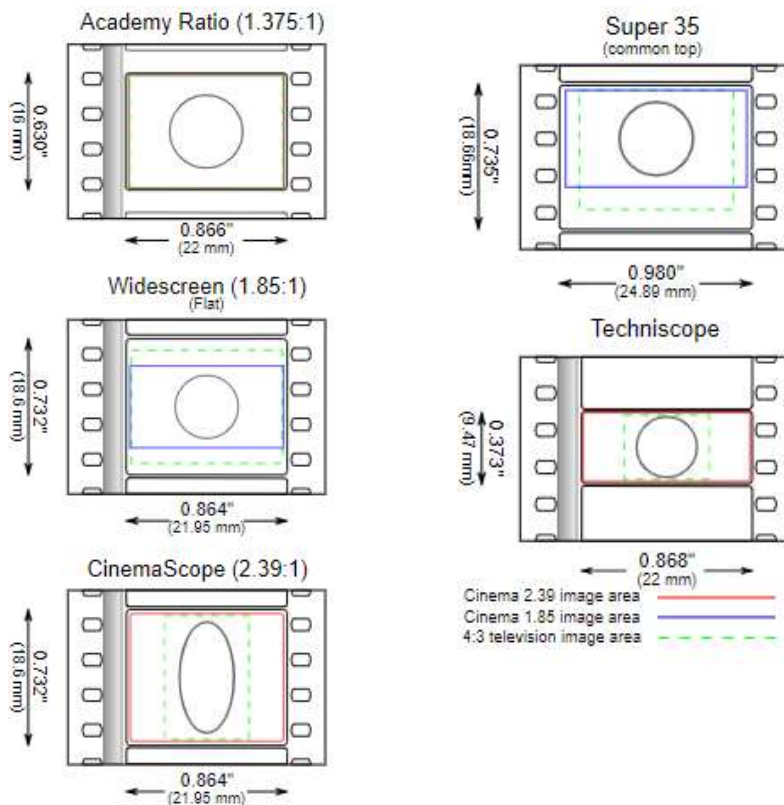 Academy Ratio (1.375:1)
0.630"
(16 mm)
0.866"
(22 mm)
Widescreen (1.85:1)
(Flat)
0.732"
(18.6 mm)
0.864"
(21.95 mm)
CinemaScope (2.39:1)
0.732"
(18.6 mm)
0.864"
(21.95 mm)
Super 35
(common top)
0.735"
(18.66mm)
0.980"
(24.89 mm)
Techniscope
0.373"
(9.47 mm)
0.868"
(22 mm)
Cinema 2.39 image area
Cinema 1.85 image area
4:3 television image area